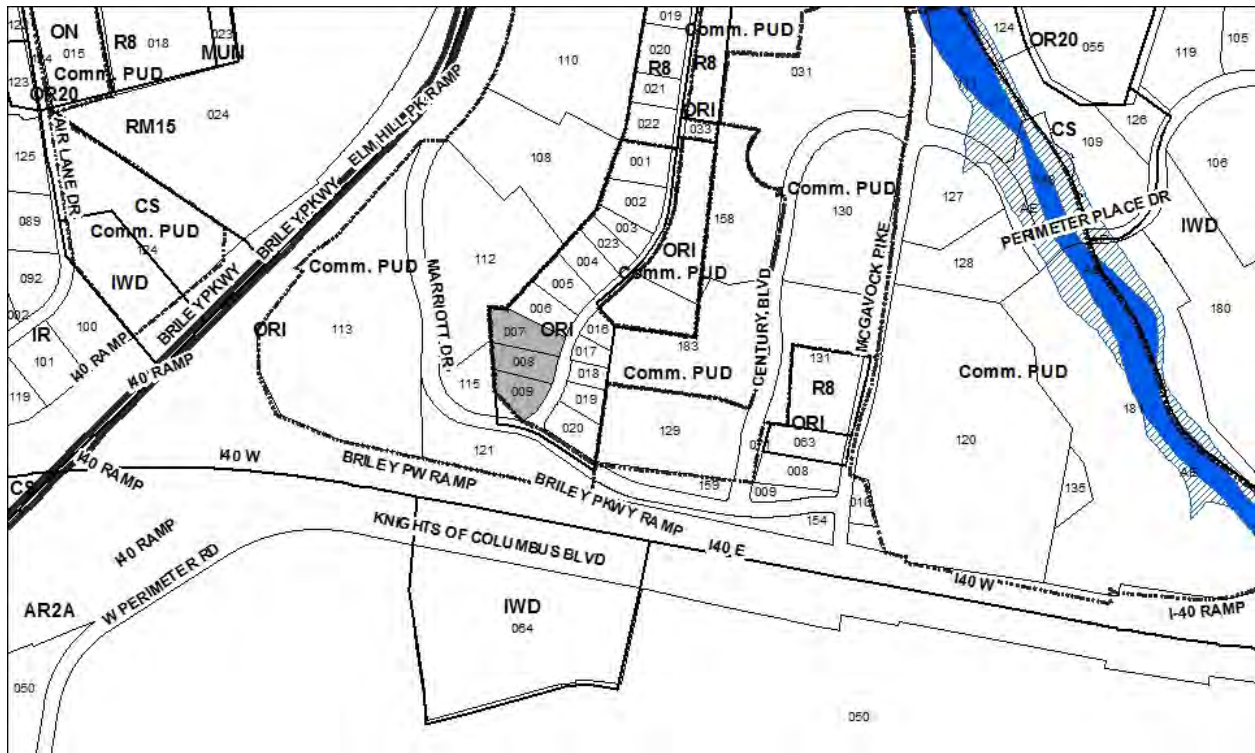 ON
015
R8
018
023
MUN
Comm. PUD
123
OR20
RM15
024
AIR LANE DR
125
089
092
CS
Comm. PUD
IWD
IR
100
101
119
I40 RAMP
BRILEY PKWY
BRILEY PKWY
ELM HILL PK RAMP
I40 RAMP
I40 RAMP
CS
110
108
112
Comm. PUD
MARRIOTT DR
ORI
113
115
121
019
020
R8
021
022
R8
ORI
033
001
002
003
023
004
005
006
007
008
009
ORI
016
017
018
019
020
158
ORI
Comm. PUD
183
Comm. PUD
129
159
Comm. PUD
031
Comm. PUD
130
CENTURY BLVD
MCGAVOCK PIKE
131
R8
ORI
063
008
009
154
016
124
OR20
055
119
105
CS
109
126
106
127
AE
PERIMETER PLACE DR
IWD
128
180
Comm. PUD
120
135
18
AE
I40 W
BRILEY PW RAMP
BRILEY PKWY RAMP
I40 E
I40 W
I-40 RAMP
KNIGHTS OF COLUMBUS BLVD
I40 RAMP
W PERIMETER RD
AR2A
050
IWD
064
050